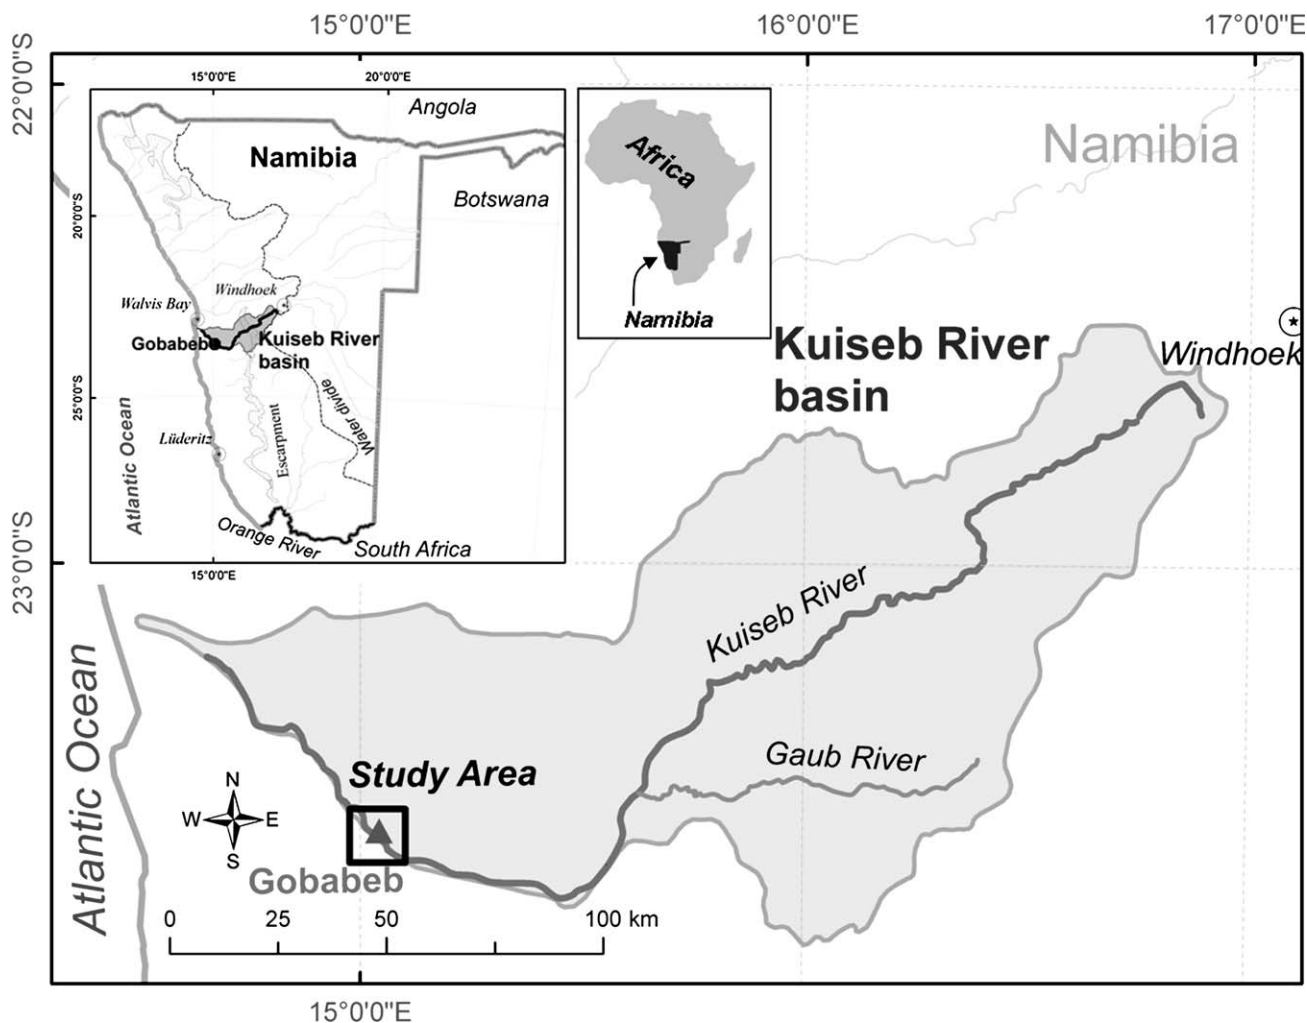 15°0'0"E
16°0'0"E
17°0'0"E
22°0'0"S
23°0'0"S
15°0'0"E
20°0'0"E
Angola
Namibia
Botswana
20°0'0"S
Windhoek
Walvis Bay
Gobabeb
Kuiseb River
basin
25°0'0"S
Water divide
Escarpment
Lüderitz
Atlantic Ocean
Orange River
South Africa
15°0'0"E
Africa
Namibia
Namibia
Kuiseb River
basin
Windhoek
Kuiseb River
Gaub River
Study Area
Atlantic Ocean
N
W
E
S
Gobabeb
0
25
50
100 km
15°0'0"E